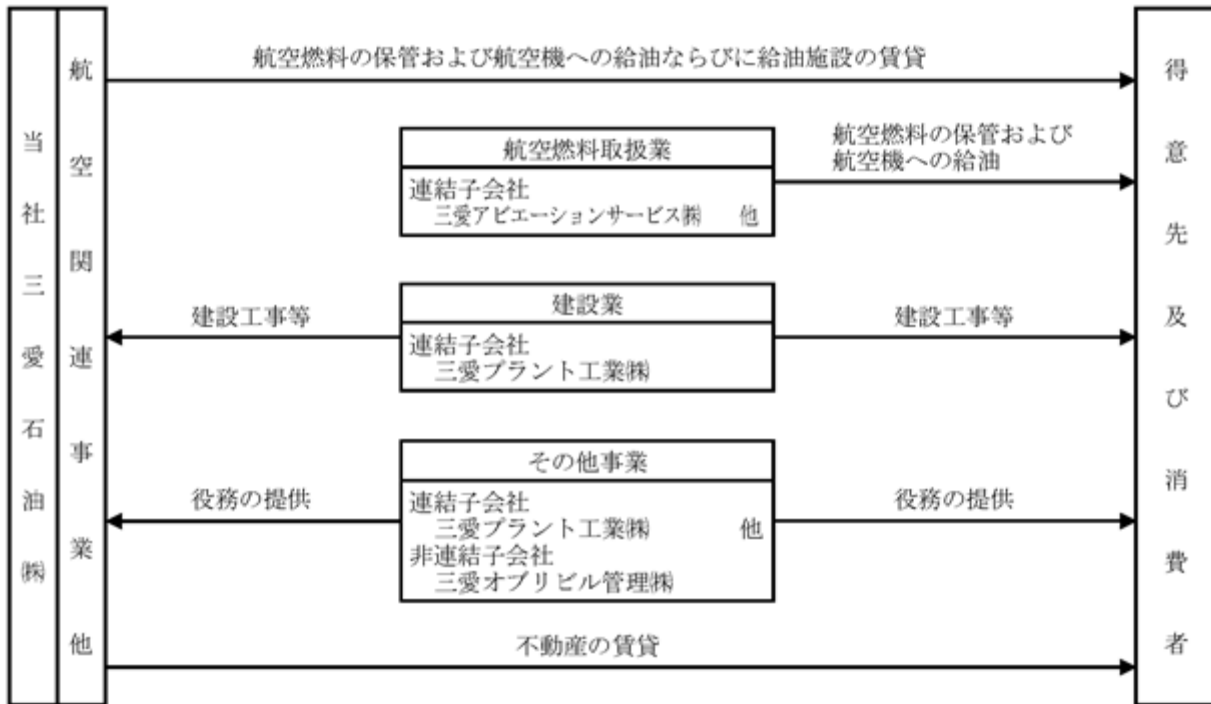 当社三愛石油㈱
航空関連事業他
航空燃料の保管および航空機への給油ならびに給油施設の賃貸
航空燃料取扱業
連結子会社
三愛アビエーションサービス㈱　他
航空燃料の保管および
航空機への給油
建設工事等
建設業
連結子会社
三愛プラント工業㈱
建設工事等
役務の提供
その他事業
連結子会社
三愛プラント工業㈱　他
非連結子会社
三愛オブリビル管理㈱
役務の提供
不動産の賃貸
得意先及び消費者